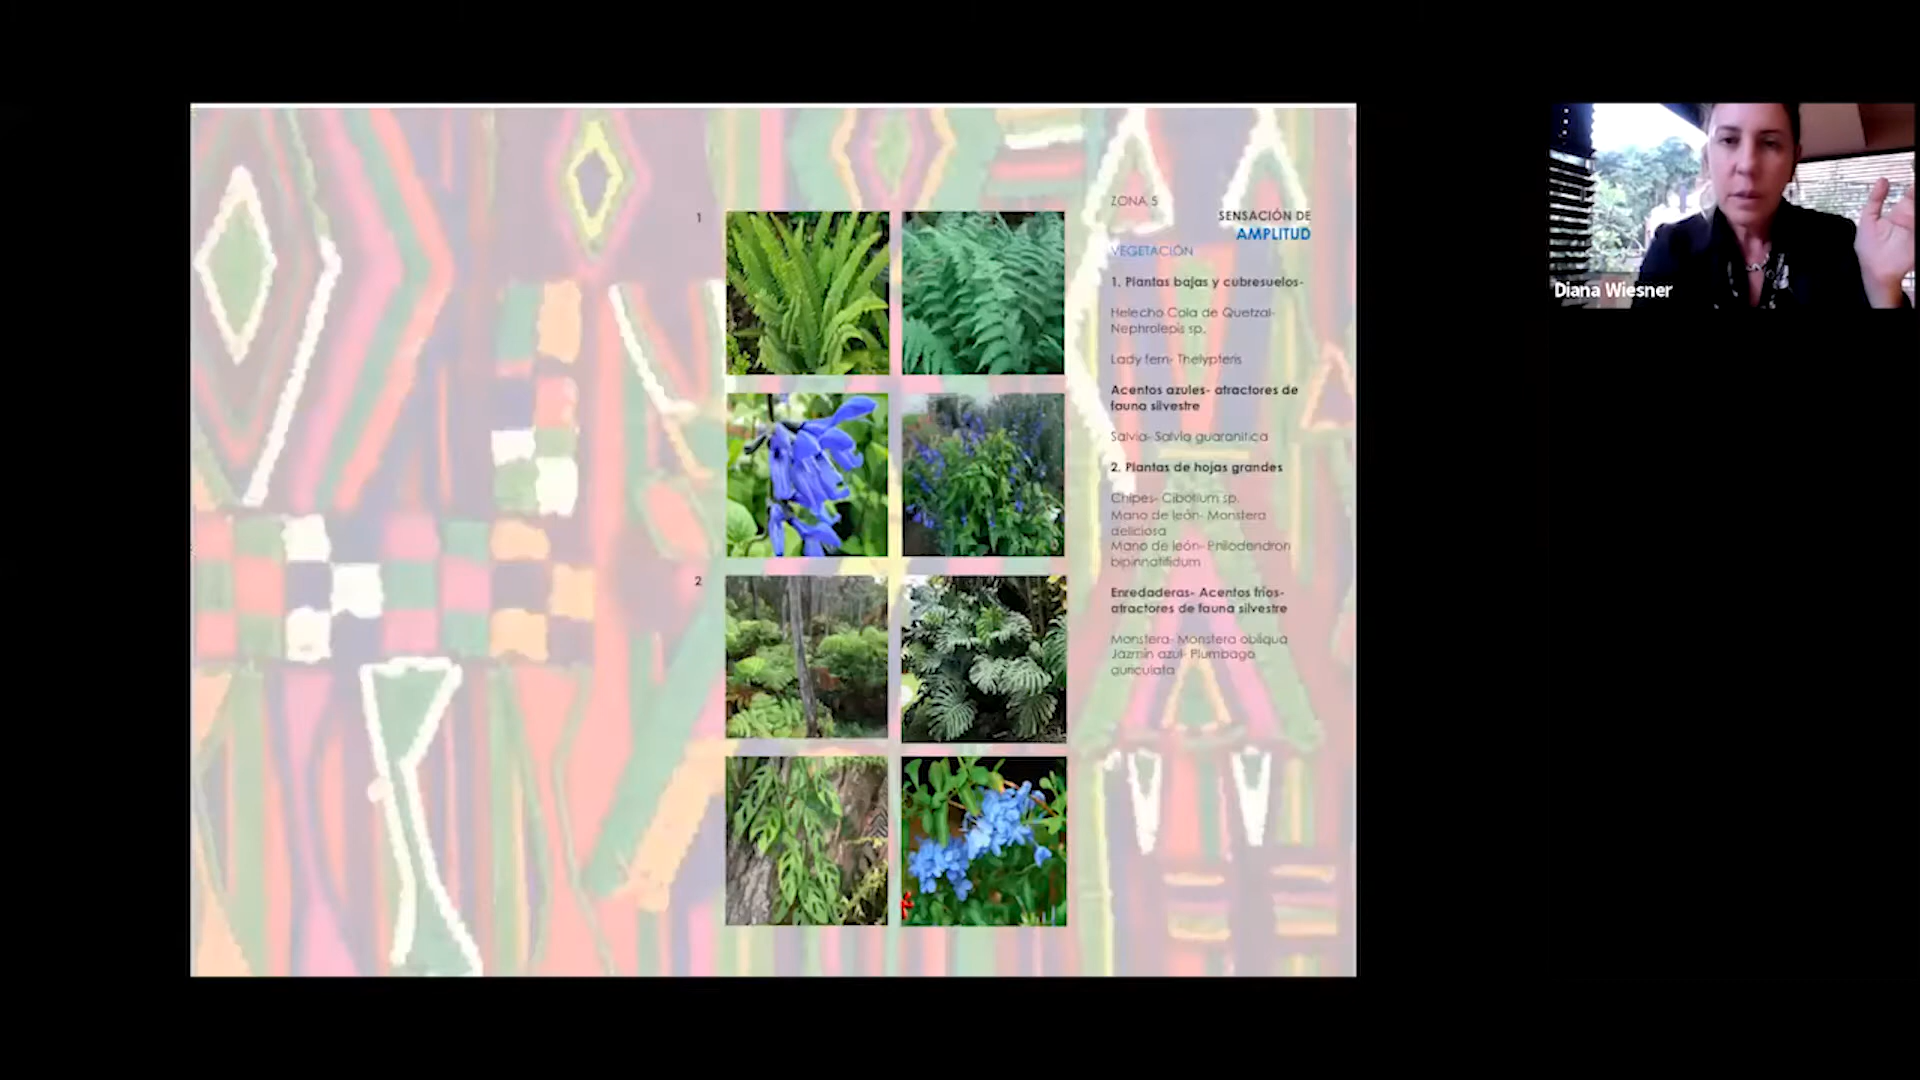 ZONA 5
SENSACIÓN DE
AMPLITUD
VEGETACIÓN
1
1. Plantas bajas y cubresuelos-
Helecho Cola de Quetzal-
Nephrolepis sp.
Lady fern- Thelypteris
Acentos azules- atractores de
fauna silvestre
Salvia- Salvia guaranitica
2. Plantas de hojas grandes
Chipes- Cibotium sp.
Mano de león- Monstera
deliciosa
Mano de león- Philodendron
bipinnatifidum
2
Enredaderas- Acentos fríos-
atractores de fauna silvestre
Monstera- Monstera obliqua
Jazmín azul- Plumbago
auriculata
Diana Wiesner